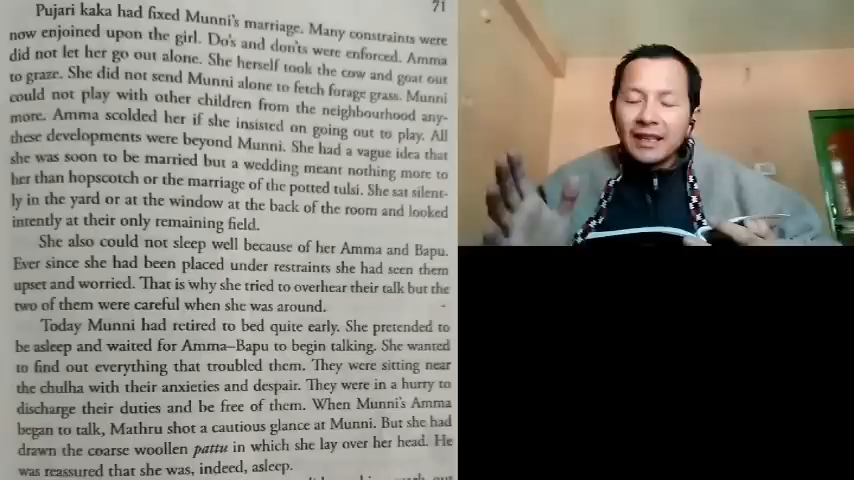 71
Pujari kaka had fixed Munni's marriage. Many constraints were
now enjoined upon the girl. Do's and don'ts were enforced. Amma
did not let her go out alone. She herself took the cow and goat out
to graze. She did not send Munni alone to fetch forage grass. Munni
could not play with other children from the neighbourhood any-
more. Amma scolded her if she insisted on going out to play. All
these developments were beyond Munni. She had a vague idea that
she was soon to be married but a wedding meant nothing more to
her than hopscotch or the marriage of the potted tulsi. She sat silent-
ly in the yard or at the window at the back of the room and looked
intently at their only remaining field.
She also could not sleep well because of her Amma and Bapu.
Ever since she had been placed under restraints she had seen them
upset and worried. That is why she tried to overhear their talk but the
two of them were careful when she was around.
Today Munni had retired to bed quite early. She pretended to
be asleep and waited for Amma–Bapu to begin talking. She wanted
to find out everything that troubled them. They were sitting near
the chulha with their anxieties and despair. They were in a hurry to
discharge their duties and be free of them. When Munni's Amma
began to talk, Mathru shot a cautious glance at Munni. But she had
drawn the coarse woollen pattu in which she lay over her head. He
was reassured that she was, indeed, asleep.